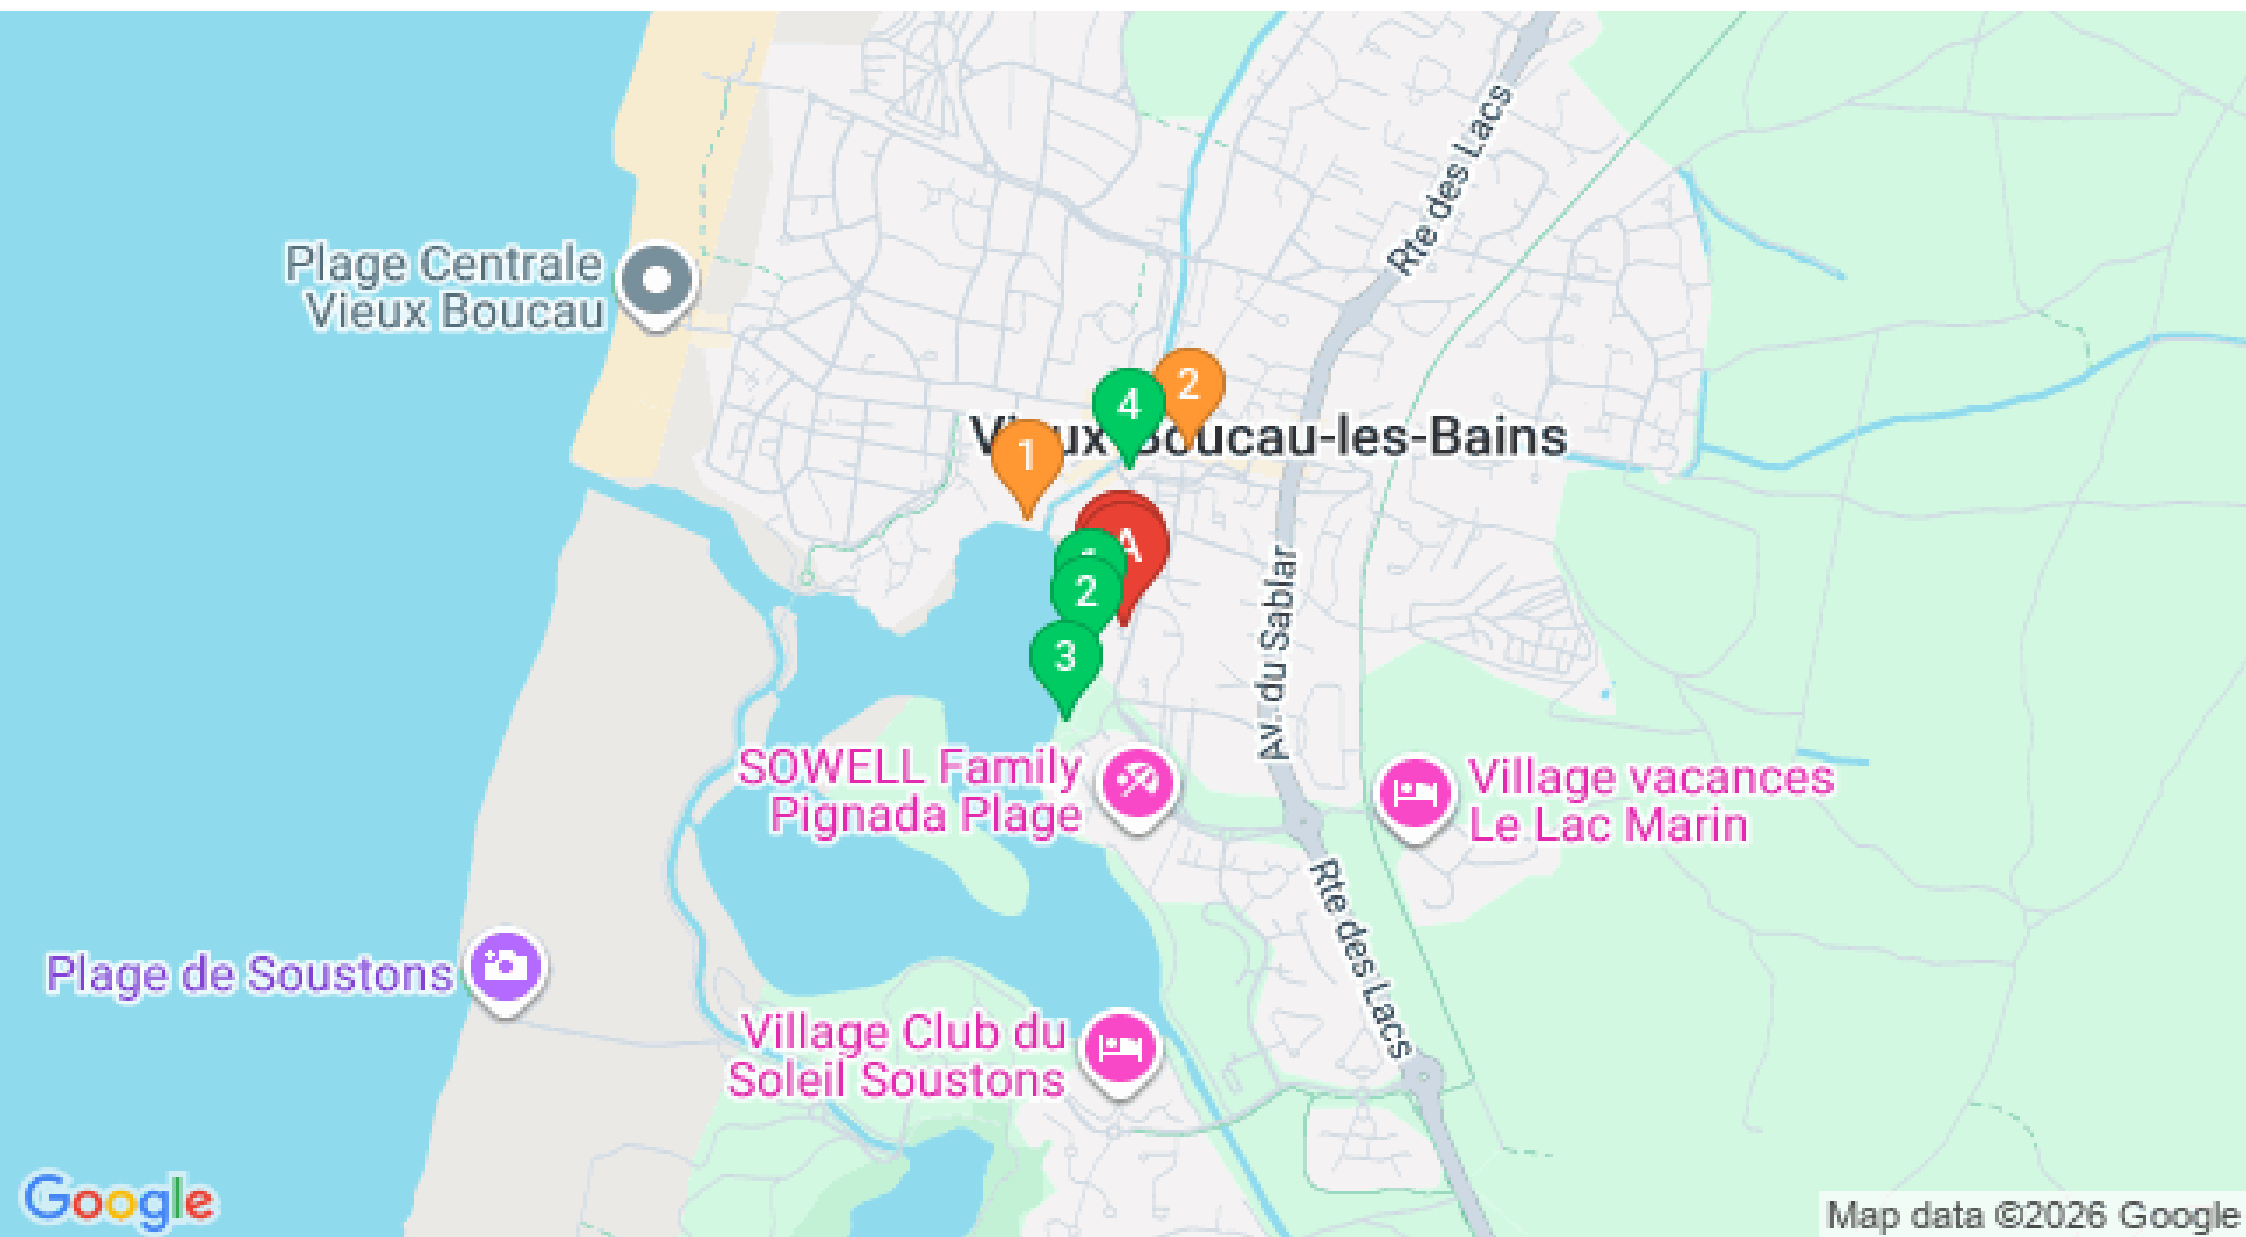 Rte des Lacs
Plage Centrale
Vieux Boucau
4
2
Vieux-Boucau-les-Bains
1
A
2
3
Av. du Sablar
SOWELL Family
Pignada Plage
Village vacances
Le Lac Marin
Rte des Lacs
Plage de Soustons
Village Club du
Soleil Soustons
Google
Map data ©2026 Google